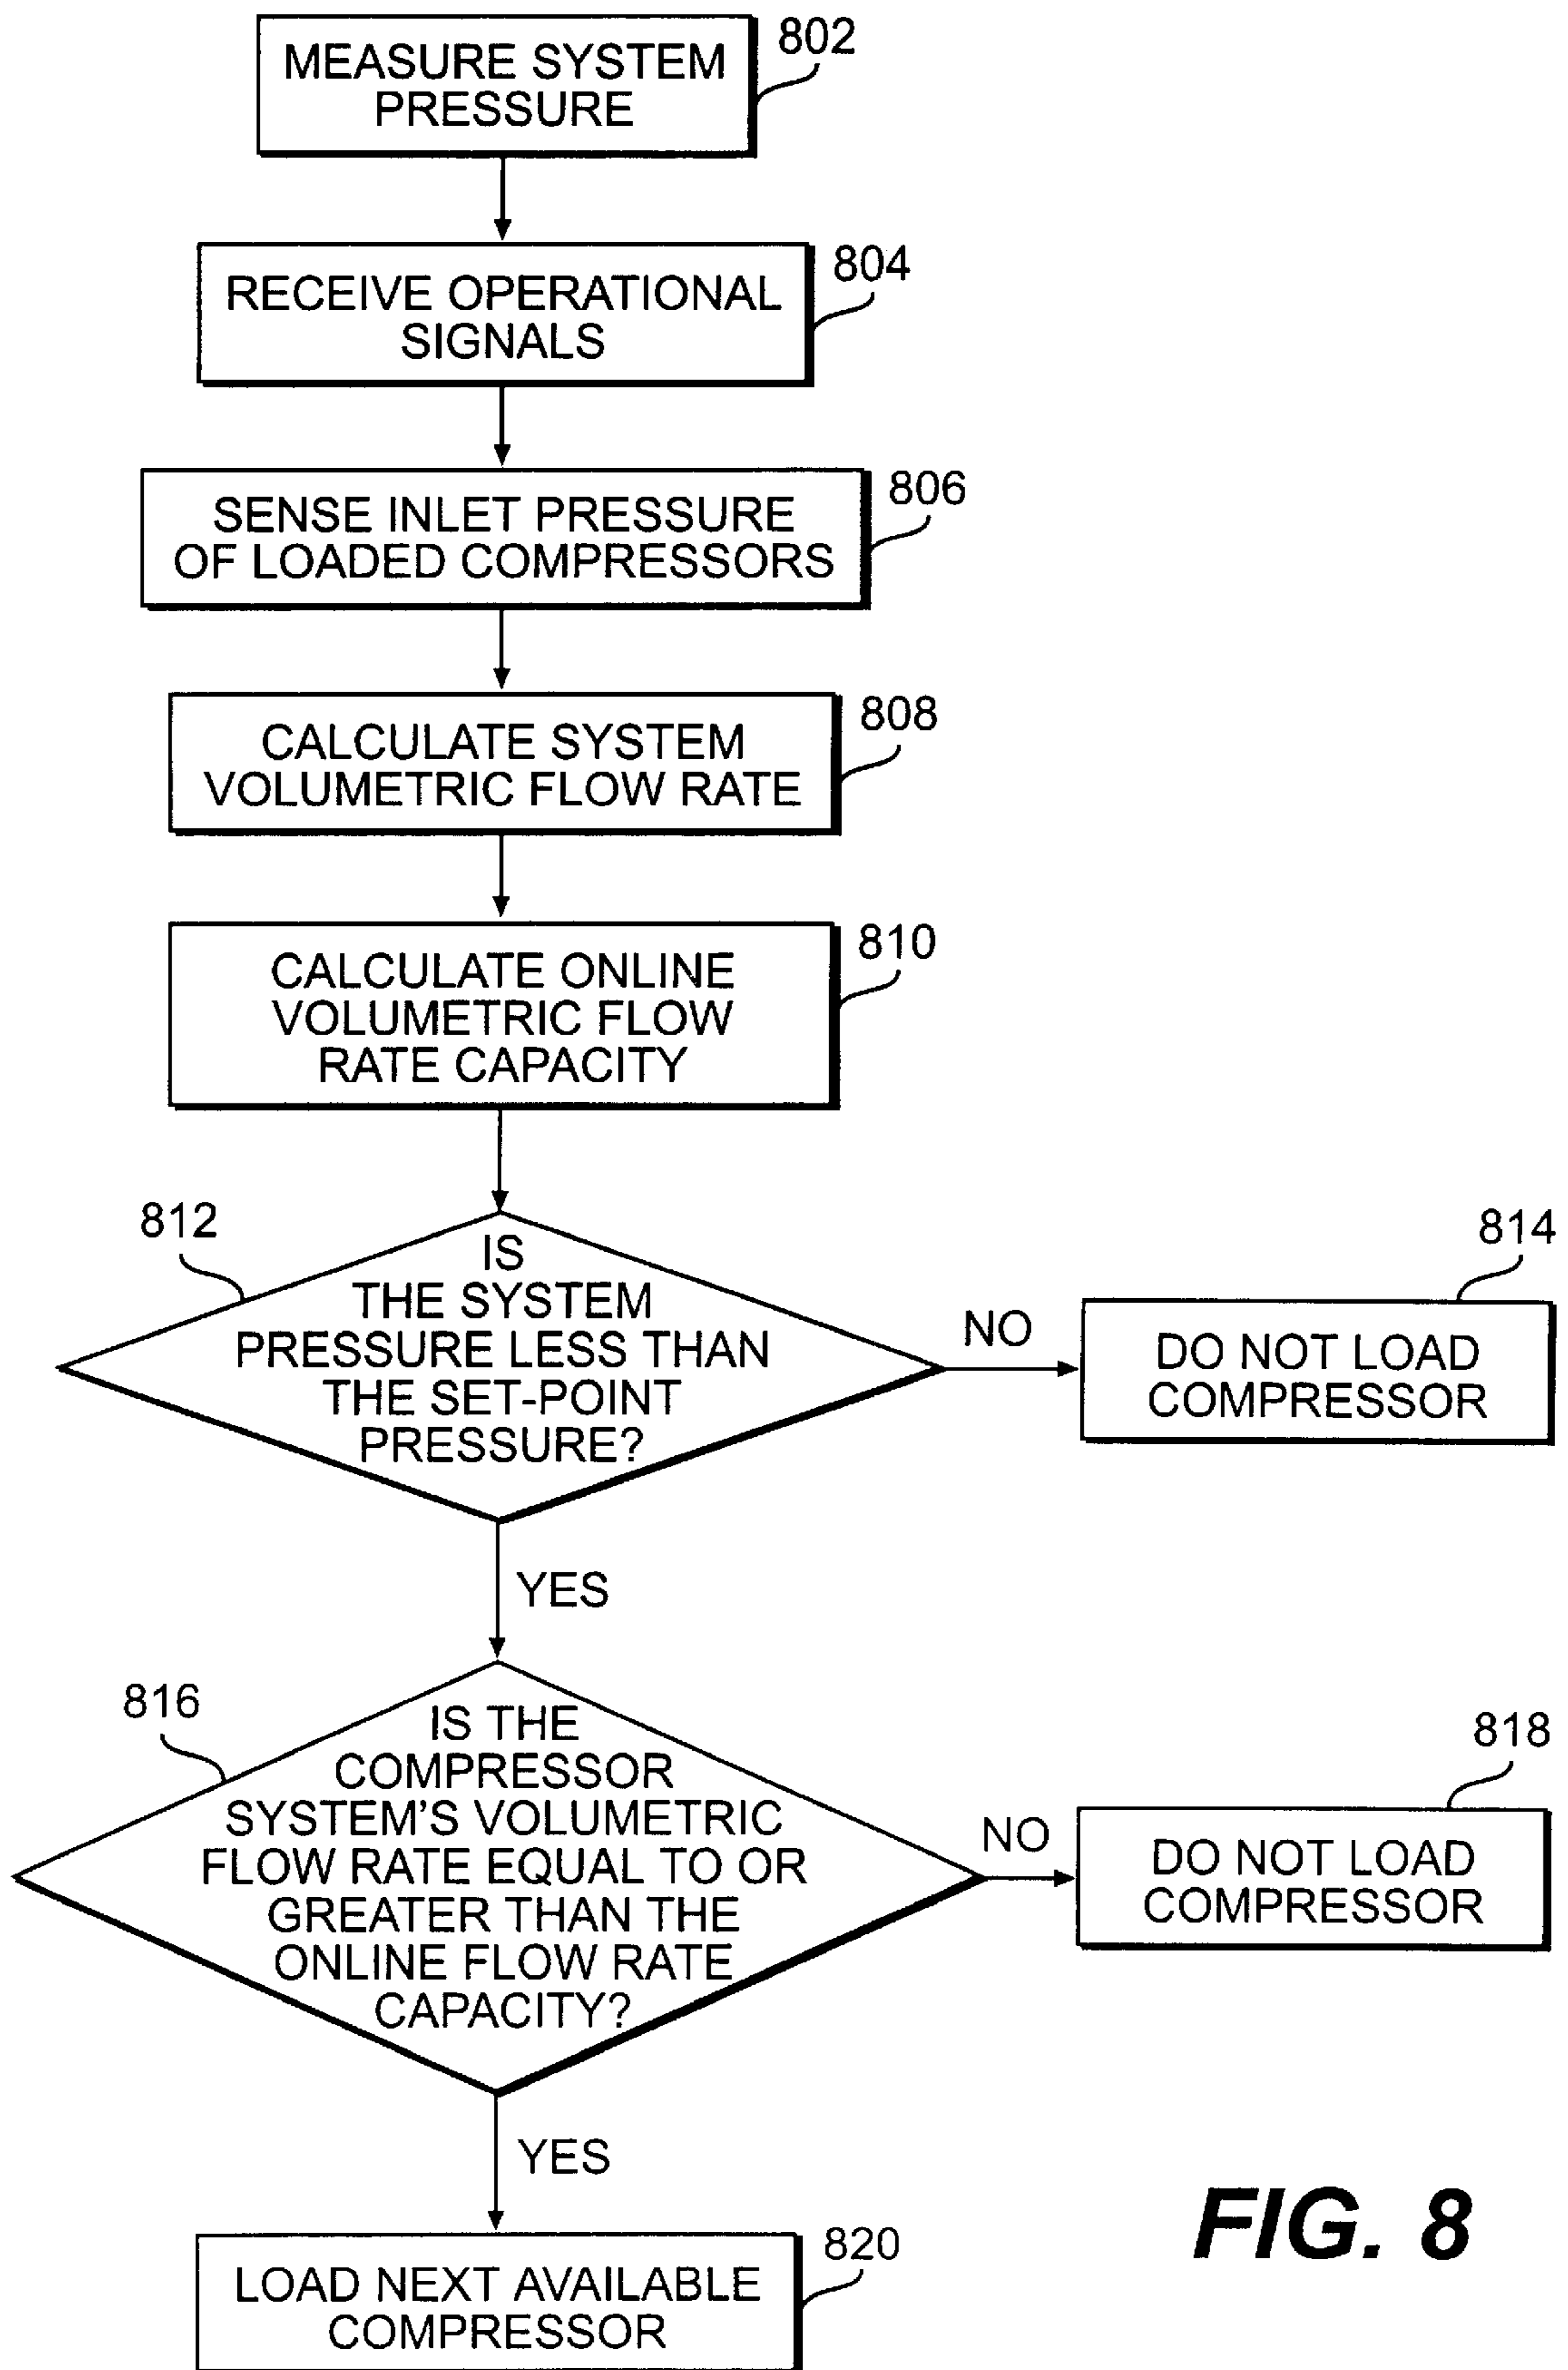 MEASURE SYSTEM
PRESSURE
802
RECEIVE OPERATIONAL
SIGNALS
804
SENSE INLET PRESSURE
OF LOADED COMPRESSORS
806
CALCULATE SYSTEM
VOLUMETRIC FLOW RATE
808
CALCULATE ONLINE
VOLUMETRIC FLOW
RATE CAPACITY
810
812
IS
THE SYSTEM
PRESSURE LESS THAN
THE SET-POINT
PRESSURE?
NO
814
DO NOT LOAD
COMPRESSOR
YES
816
IS THE
COMPRESSOR
SYSTEM'S VOLUMETRIC
FLOW RATE EQUAL TO OR
GREATER THAN THE
ONLINE FLOW RATE
CAPACITY?
NO
818
DO NOT LOAD
COMPRESSOR
YES
820
LOAD NEXT AVAILABLE
COMPRESSOR
FIG. 8